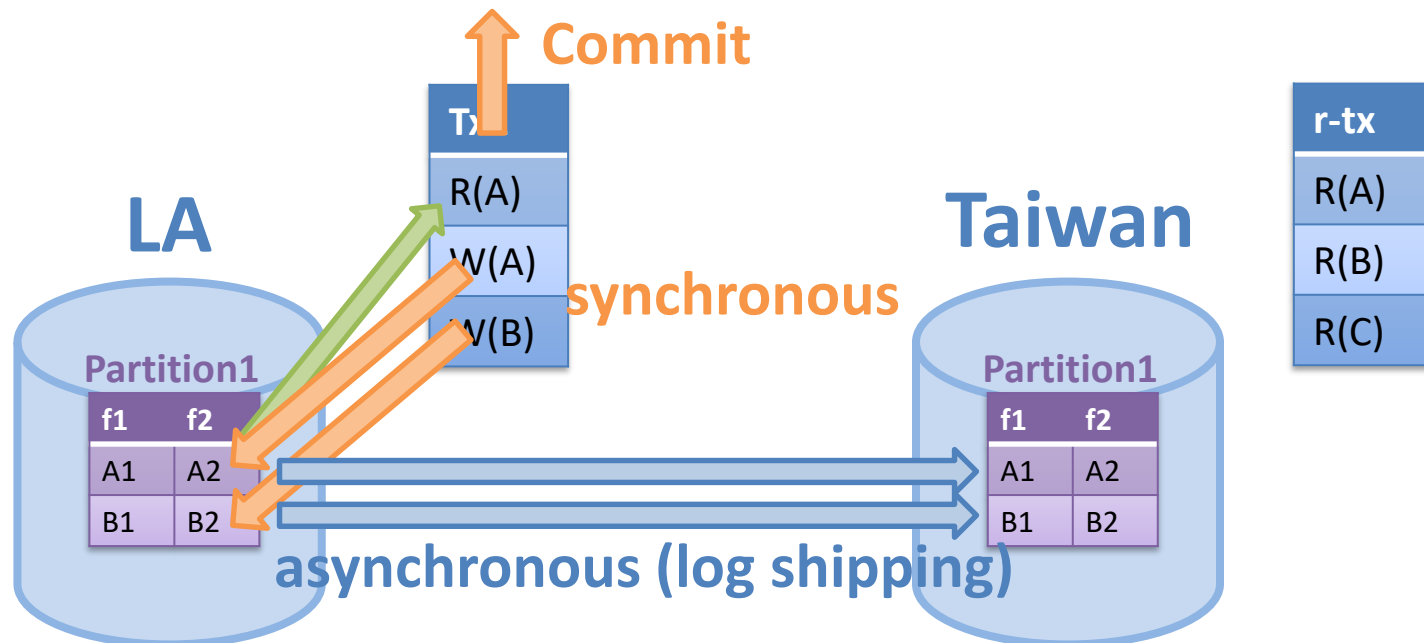 Commit
Tx
R(A)
W(A)
W(B)
r-tx
R(A)
R(B)
R(C)
LA
Taiwan
synchronous
Partition1
f1 f2
A1 A2
B1 B2
Partition1
f1 f2
A1 A2
B1 B2
asynchronous (log shipping)